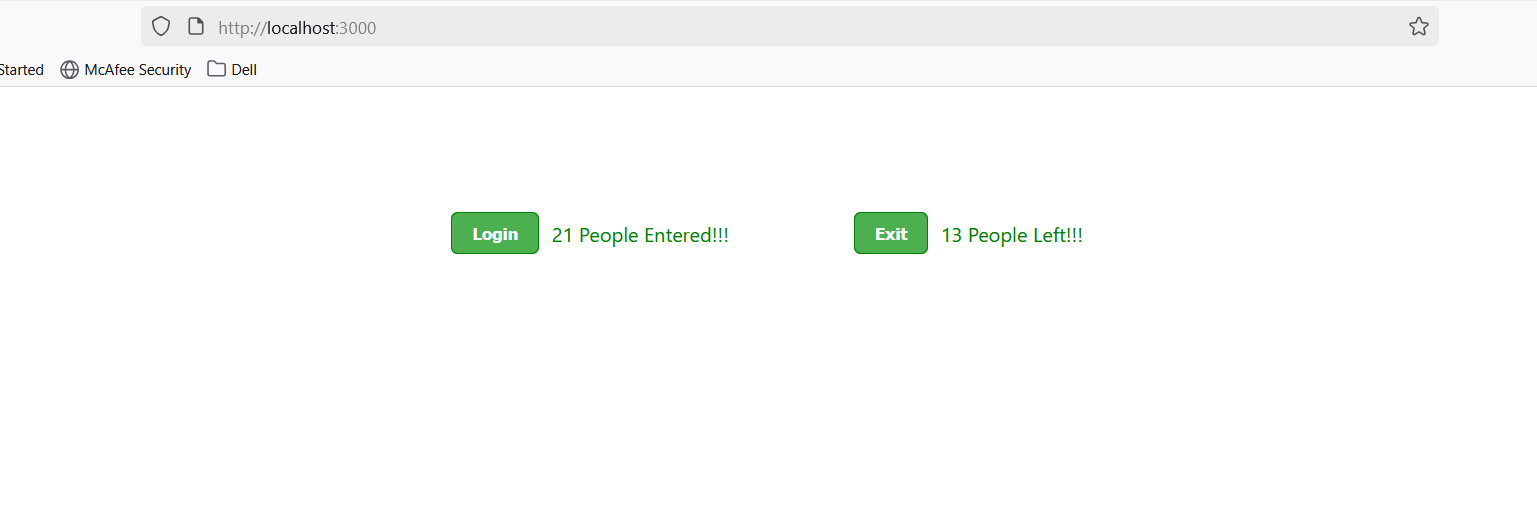 http://localhost:3000
Started McAfee Security Dell
Login 21 People Entered!!! Exit 13 People Left!!!